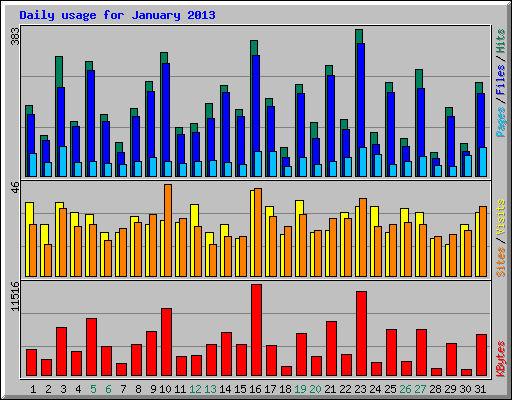 Daily usage for January 2013
383
Pages / Files / Hits
46
Sites / Visits
11516
KBytes
1 2 3 4 5 6 7 8 9 10 11 12 13 14 15 16 17 18 19 20 21 22 23 24 25 26 27 28 29 30 31